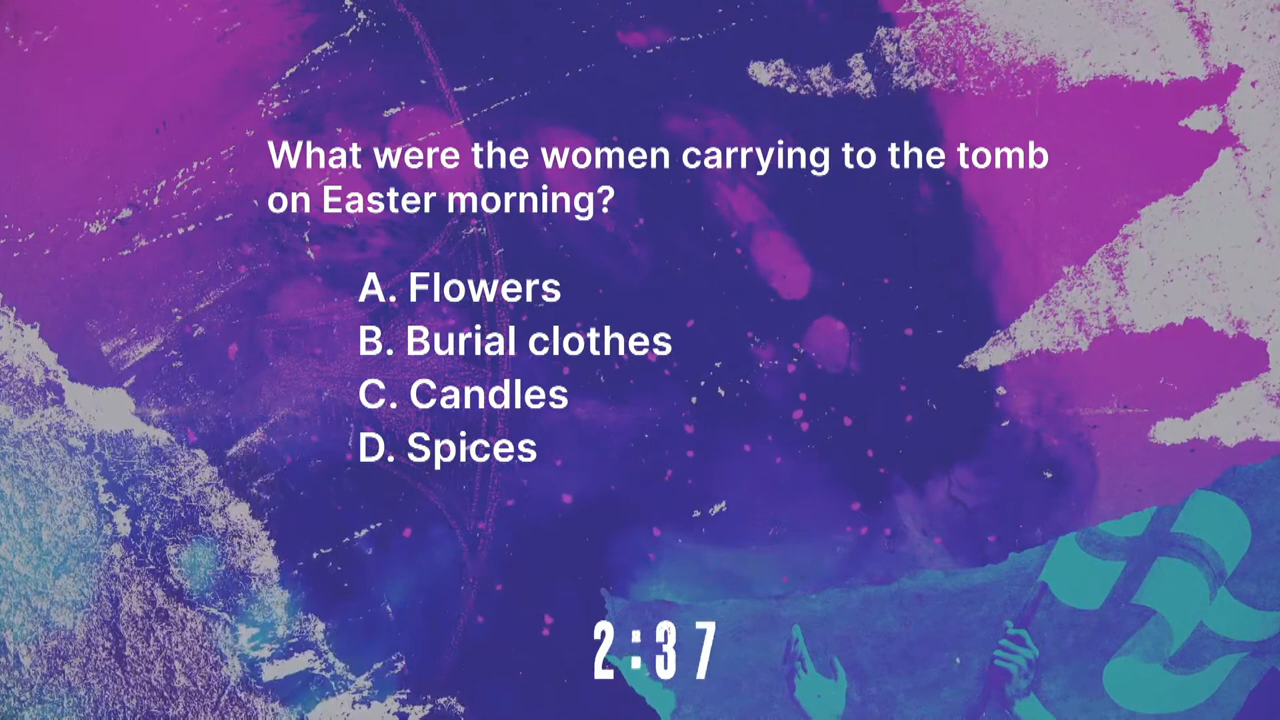 What were the women carrying to the tomb
on Easter morning?
A. Flowers
B. Burial clothes
C. Candles
D. Spices
2:37